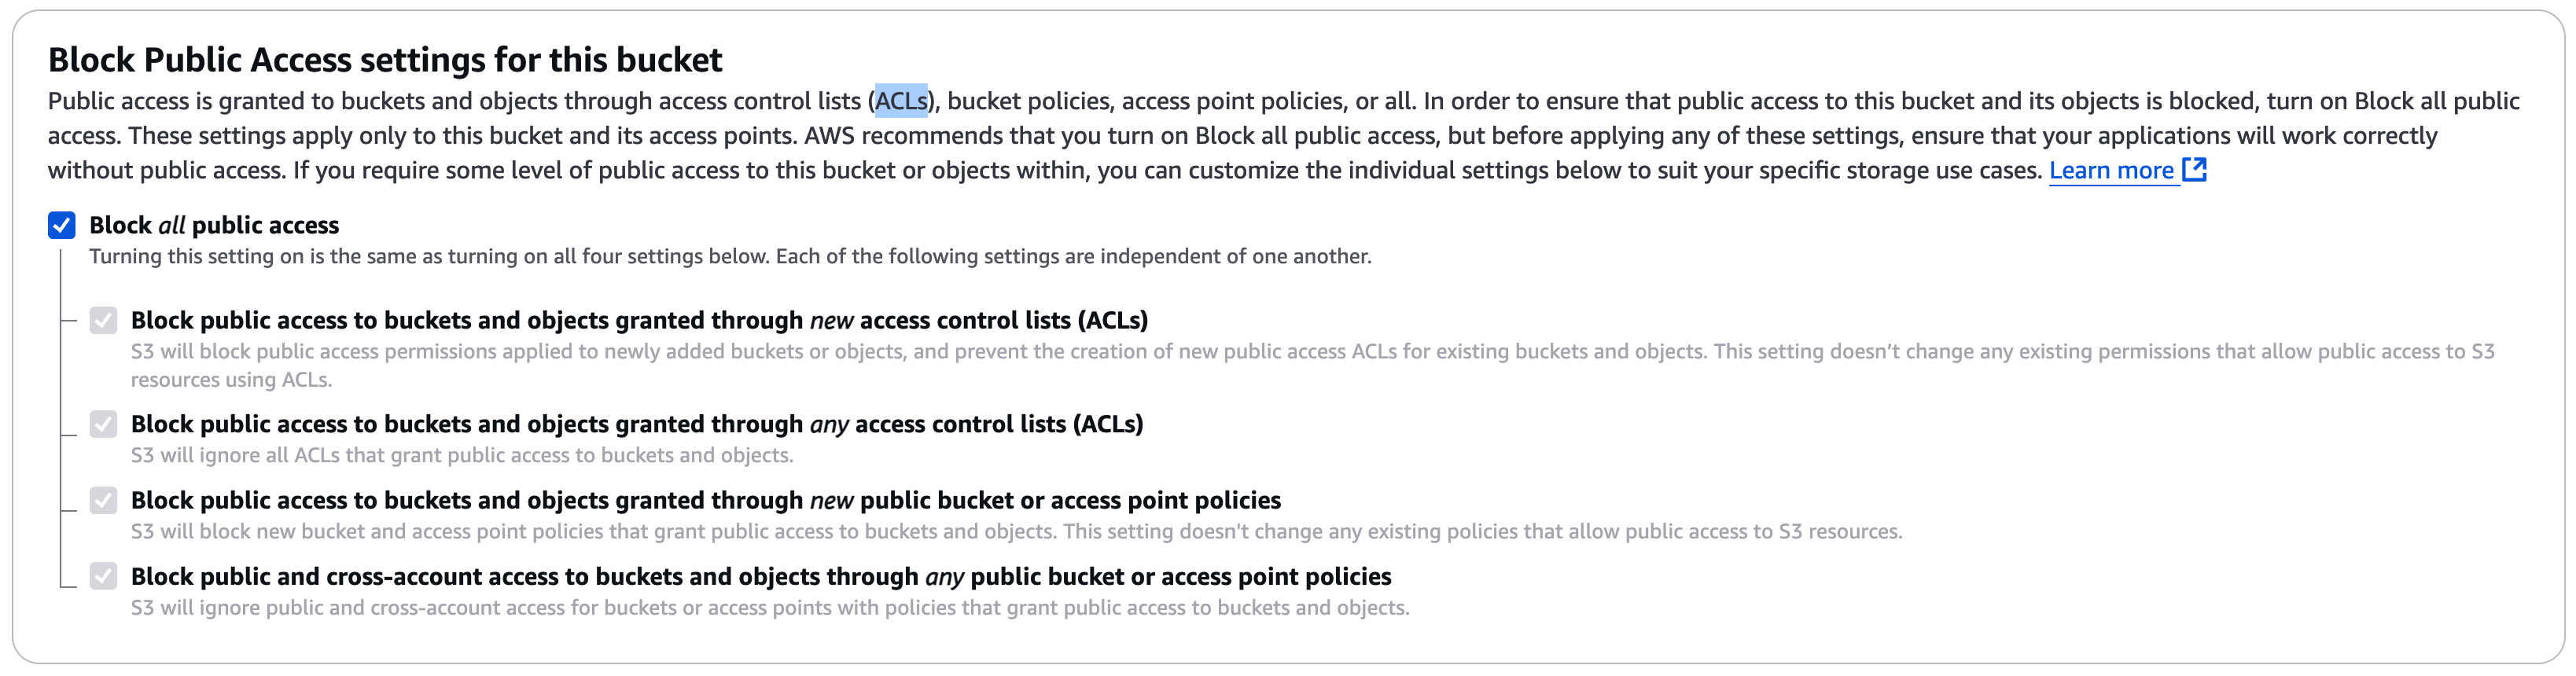 Block Public Access settings for this bucket
Public access is granted to buckets and objects through access control lists (ACLs), bucket policies, access point policies, or all. In order to ensure that public access to this bucket and its objects is blocked, turn on Block all public
access. These settings apply only to this bucket and its access points. AWS recommends that you turn on Block all public access, but before applying any of these settings, ensure that your applications will work correctly
without public access. If you require some level of public access to this bucket or objects within, you can customize the individual settings below to suit your specific storage use cases. Learn more
Block all public access
Turning this setting on is the same as turning on all four settings below. Each of the following settings are independent of one another.
Block public access to buckets and objects granted through new access control lists (ACLs)
S3 will block public access permissions applied to newly added buckets or objects, and prevent the creation of new public access ACLs for existing buckets and objects. This setting doesn’t change any existing permissions that allow public access to S3
resources using ACLs.
Block public access to buckets and objects granted through any access control lists (ACLs)
S3 will ignore all ACLs that grant public access to buckets and objects.
Block public access to buckets and objects granted through new public bucket or access point policies
S3 will block new bucket and access point policies that grant public access to buckets and objects. This setting doesn't change any existing policies that allow public access to S3 resources.
Block public and cross-account access to buckets and objects through any public bucket or access point policies
S3 will ignore public and cross-account access for buckets or access points with policies that grant public access to buckets and objects.